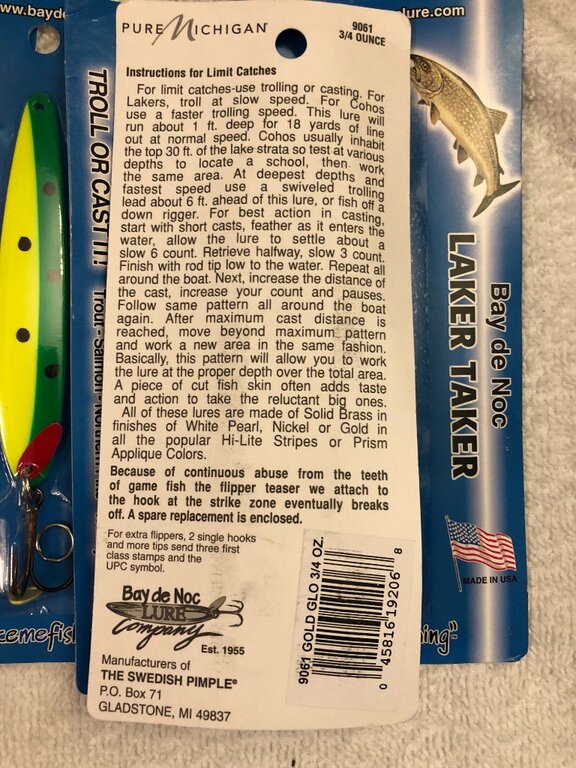 www.bayde
lure.com
PURE MICHIGAN®
9061
3/4 OUNCE
Instructions for Limit Catches
For limit catches-use trolling or casting. For
Lakers, troll at slow speed. For Cohos
use a faster trolling speed. This lure will
run about 1 ft. deep for 18 yards of line
out at normal speed. Cohos usually inhabit
the top 30 ft. of the lake strata so test at various
depths to locate a school, then work
the same area. At deepest depths and
fastest speed use a swiveled trolling
lead about 6 ft. ahead of this lure, or fish off a
down rigger. For best action in casting,
start with short casts, feather as it enters the
water, allow the lure to settle about a
slow 6 count. Retrieve halfway, slow 3 count.
Finish with rod tip low to the water. Repeat all
around the boat. Next, increase the distance of
the cast, increase your count and pauses.
Follow same pattern all around the boat
again. After maximum cast distance is
reached, move beyond maximum pattern
and work a new area in the same fashion.
Basically, this pattern will allow you to work
the lure at the proper depth over the total area.
A piece of cut fish skin often adds taste
and action to take the reluctant big ones.
All of these lures are made of Solid Brass in
finishes of White Pearl, Nickel or Gold in
all the popular Hi-Lite Stripes or Prism
Applique Colors.
Because of continuous abuse from the teeth
of game fish the flipper teaser we attach to
the hook at the strike zone eventually breaks
off. A spare replacement is enclosed.
For extra flippers, 2 single hooks
and more tips send three first
class stamps and the
UPC symbol.
Bay de Noc
LURE
Company
Est. 1955
Manufacturers of
THE SWEDISH PIMPLE®
P.O. Box 71
GLADSTONE, MI 49837
9061 GOLD GLO 3/4 OZ.
0 45816 19206 8
TROLL OR CAST IT!
Trout - Salmon - Northern
Bay de Noc
LAKER TAKER
MADE IN USA
cemefis
ning™